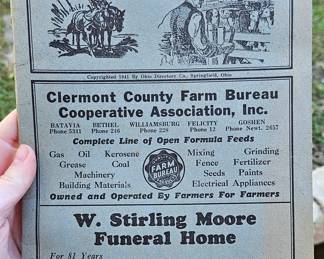 Copyrighted 1941 By Ohio Directory Co., Springfield, Ohio
Clermont County Farm Bureau
Cooperative Association, Inc.
BATAVIA BETHEL WILLIAMSBURG FELICITY GOSHEN
Phone 5311 Phone 246 Phone 228 Phone 12 Phone Newt. 2657
Complete Line of Open Formula Feeds
Gas Oil Kerosene Mixing Grinding
Grease Coal Fence Fertilizer
Machinery Seeds Paints
Building Materials Electrical Appliances
FARM
BUREAU
Owned and Operated By Farmers For Farmers
W. Stirling Moore
Funeral Home
For 81 Years